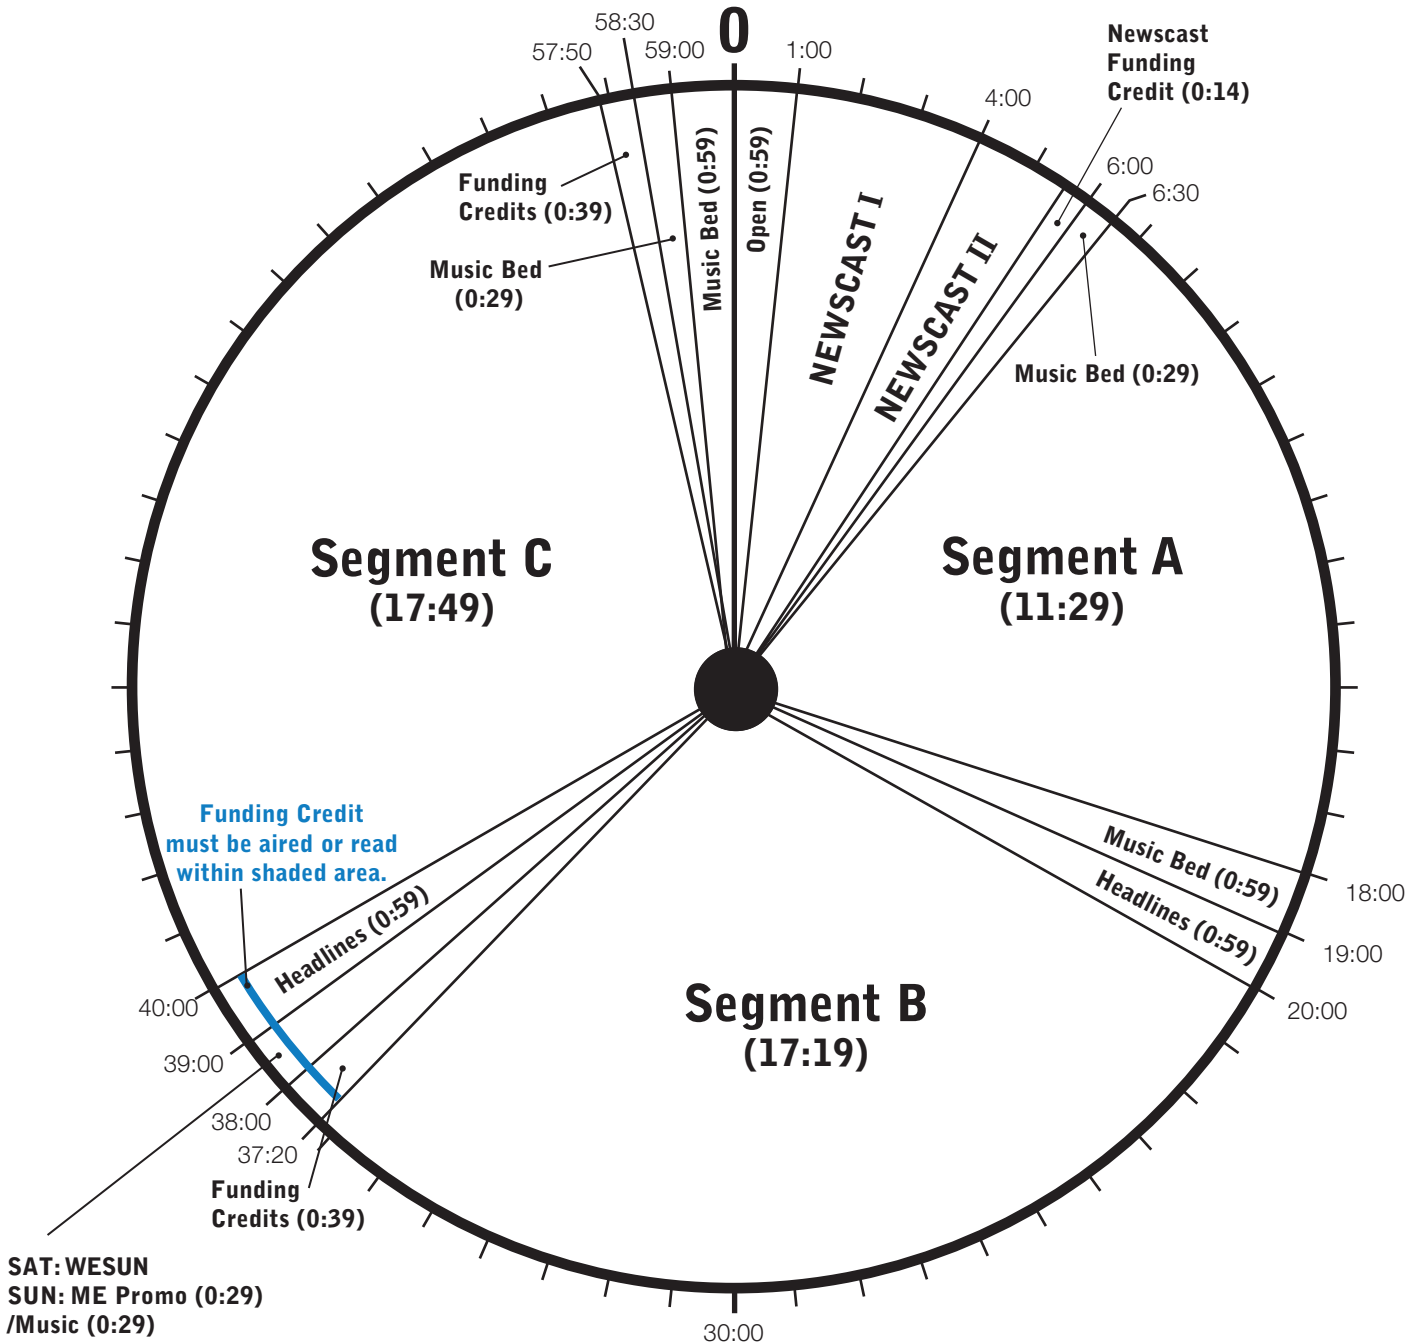 0
58:30
57:50
59:00
1:00
Newscast
Funding
Credit (0:14)
4:00
6:00
6:30
Funding
Credits (0:39)
Music Bed
(0:29)
Music Bed (0:59)
Open (0:59)
NEWSCAST I
NEWSCAST II
Music Bed (0:29)
Segment C
(17:49)
Segment A
(11:29)
Music Bed (0:59)
Headlines (0:59)
18:00
19:00
20:00
Funding Credit
must be aired or read
within shaded area.
Headlines (0:59)
Segment B
(17:19)
40:00
39:00
38:00
37:20
Funding
Credits (0:39)
SAT: WESUN
SUN: ME Promo (0:29)
/Music (0:29)
30:00